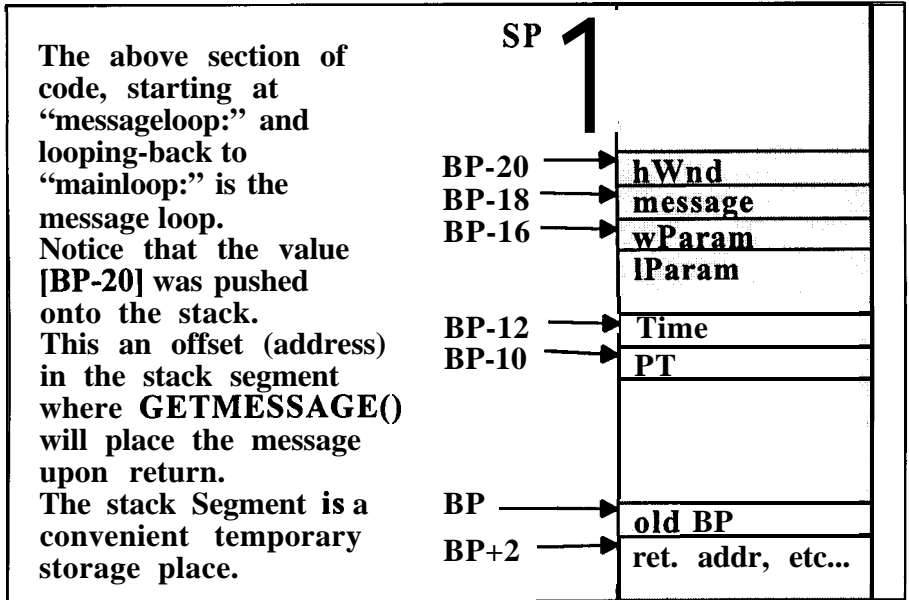 The above section of
code, starting at
“messageloop:” and
looping-back to
“mainloop:” is the
message loop.
Notice that the value
[BP-20] was pushed
onto the stack.
This an offset (address)
in the stack segment
where GETMESSAGE()
will place the message
upon return.
The stack Segment is a
convenient temporary
storage place.
SP
BP-20 hWnd
BP-18 message
BP-16 wParam
lParam
BP-12 Time
BP-10 PT
BP old BP
BP+2 ret. addr, etc...